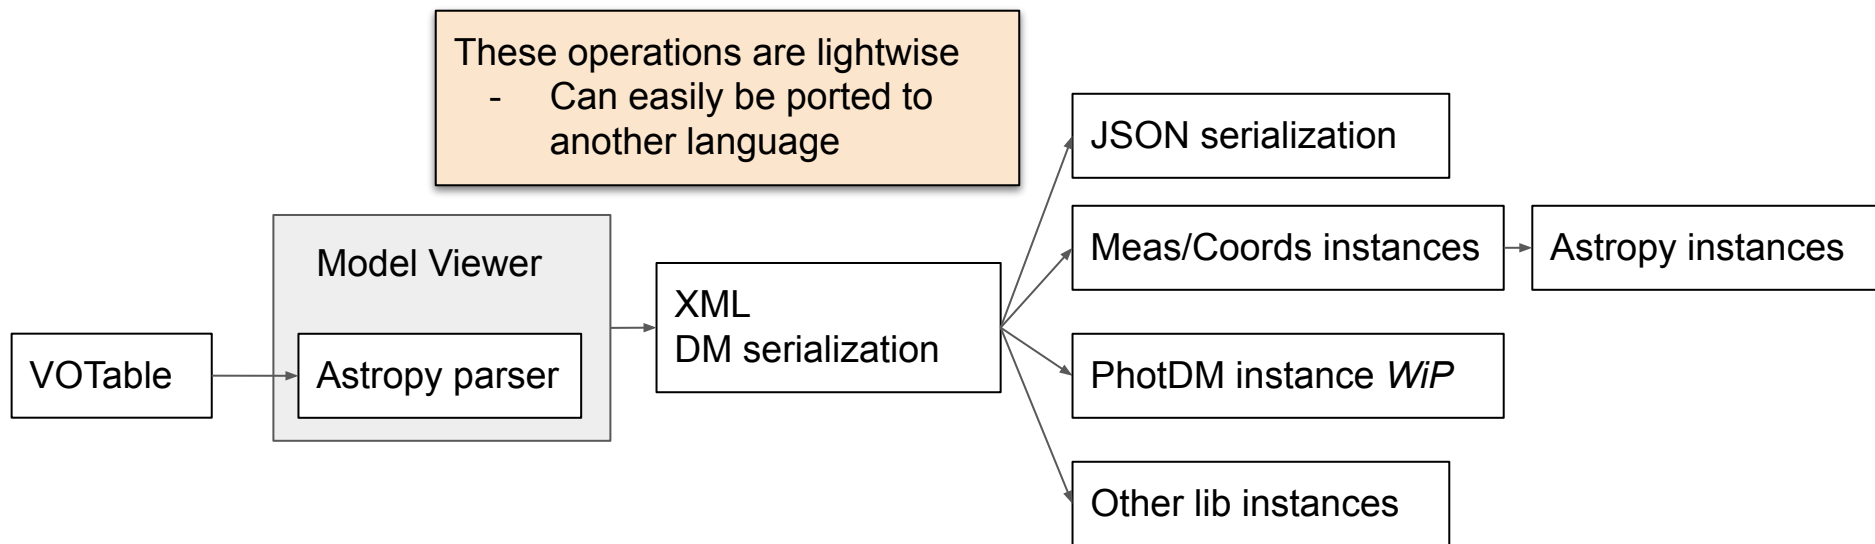 These operations are lightwise
- Can easily be ported to
another language
JSON serialization
Meas/Coords instances
Astropy instances
Model Viewer
XML
DM serialization
VOTable
Astropy parser
PhotDM instance WiP
Other lib instances